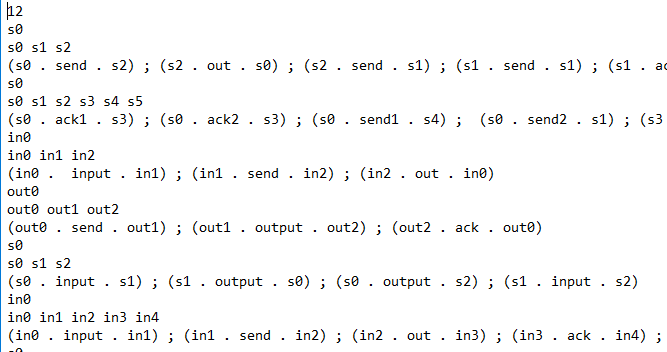 12
s0
s0 s1 s2
(s0 . send . s2) ; (s2 . out . s0) ; (s2 . send . s1) ; (s1 . send . s1) ; (s1 .
s0
s0 s1 s2 s3 s4 s5
(s0 . ack1 . s3) ; (s0 . ack2 . s3) ; (s0 . send1 . s4) ;  (s0 . send2 . s1) ; (s3
in0
in0 in1 in2
(in0 .  input . in1) ; (in1 . send . in2) ; (in2 . out . in0)
out0
out0 out1 out2
(out0 . send . out1) ; (out1 . output . out2) ; (out2 . ack . out0)
s0
s0 s1 s2
(s0 . input . s1) ; (s1 . output . s0) ; (s0 . output . s2) ; (s1 . input . s2)
in0
in0 in1 in2 in3 in4
(in0 . input . in1) ; (in1 . send . in2) ; (in2 . out . in3) ; (in3 . ack . in4) ;